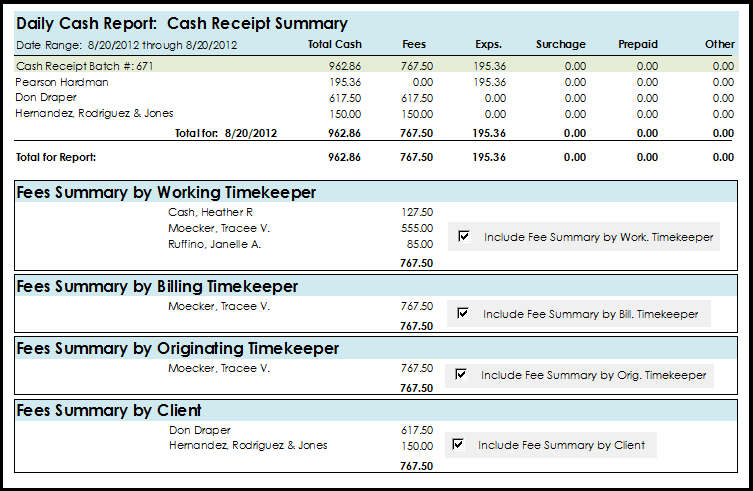 Daily Cash Report:  Cash Receipt Summary
Date Range:  8/20/2012 through 8/20/2012 Total Cash Fees Exps. Surchage Prepaid Other
Cash Receipt Batch #: 671 962.86 767.50 195.36 0.00 0.00 0.00
Pearson Hardman 195.36 0.00 195.36 0.00 0.00 0.00
Don Draper 617.50 617.50 0.00 0.00 0.00 0.00
Hernandez, Rodriguez & Jones 150.00 150.00 0.00 0.00 0.00 0.00
Total for:  8/20/2012 962.86 767.50 195.36 0.00 0.00 0.00
Total for Report: 962.86 767.50 195.36 0.00 0.00 0.00
Fees Summary by Working Timekeeper
Cash, Heather R 127.50
Moecker, Tracee V. 555.00
Include Fee Summary by Work. Timekeeper
Ruffino, Janelle A. 85.00
767.50
Fees Summary by Billing Timekeeper
Moecker, Tracee V. 767.50
Include Fee Summary by Bill. Timekeeper
767.50
Fees Summary by Originating Timekeeper
Moecker, Tracee V. 767.50
Include Fee Summary by Orig. Timekeeper
767.50
Fees Summary by Client
Don Draper 617.50
Hernandez, Rodriguez & Jones 150.00 Include Fee Summary by Client
767.50